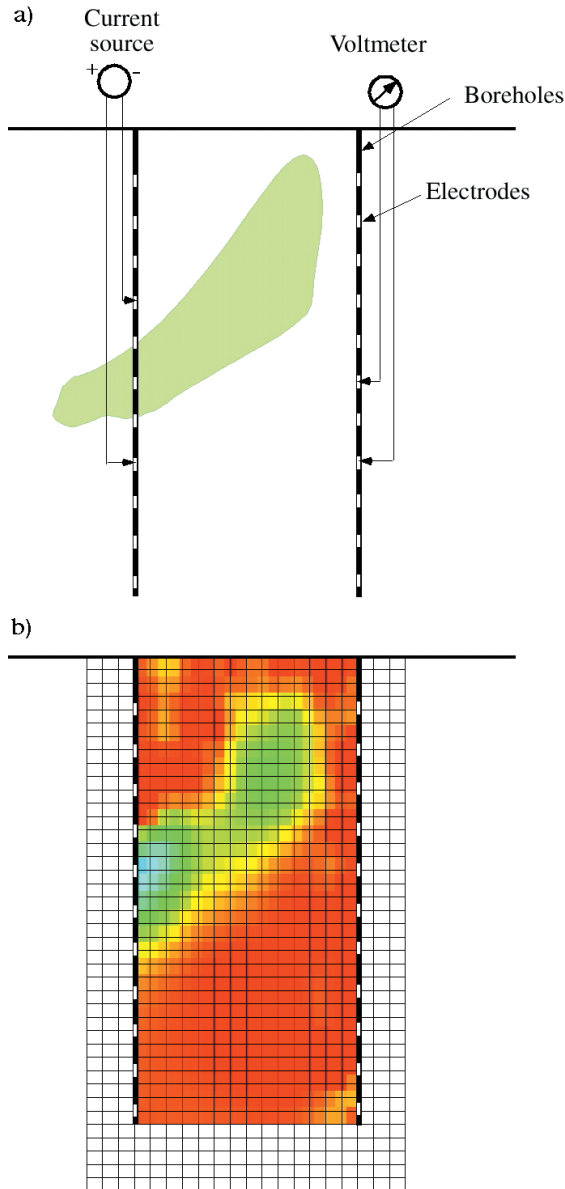 a)
Current
source
+ -
Voltmeter
Boreholes
Electrodes
b)